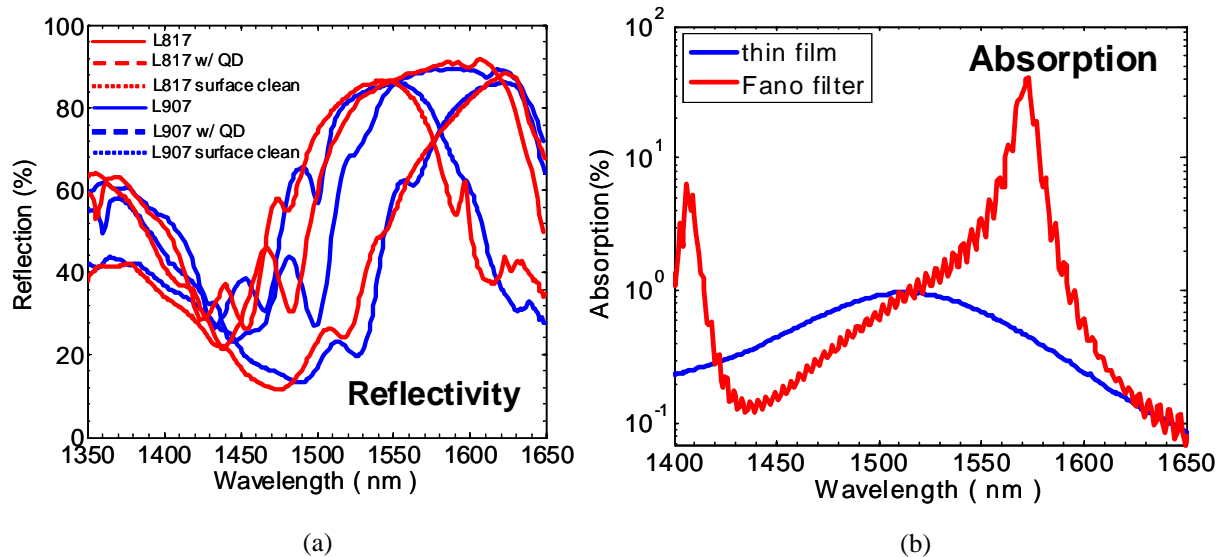 100
80
60
40
20
0
Reflection (%)
L817
L817 w/ QD
L817 surface clean
L907
L907 w/ QD
L907 surface clean
Reflectivity
1350 1400 1450 1500 1550 1600 1650
Wavelength ( nm )
(a)
10^2
10^1
10^0
10^-1
Absorption(%)
thin film
Fano filter
Absorption
1400 1450 1500 1550 1600 1650
Wavelength ( nm )
(b)